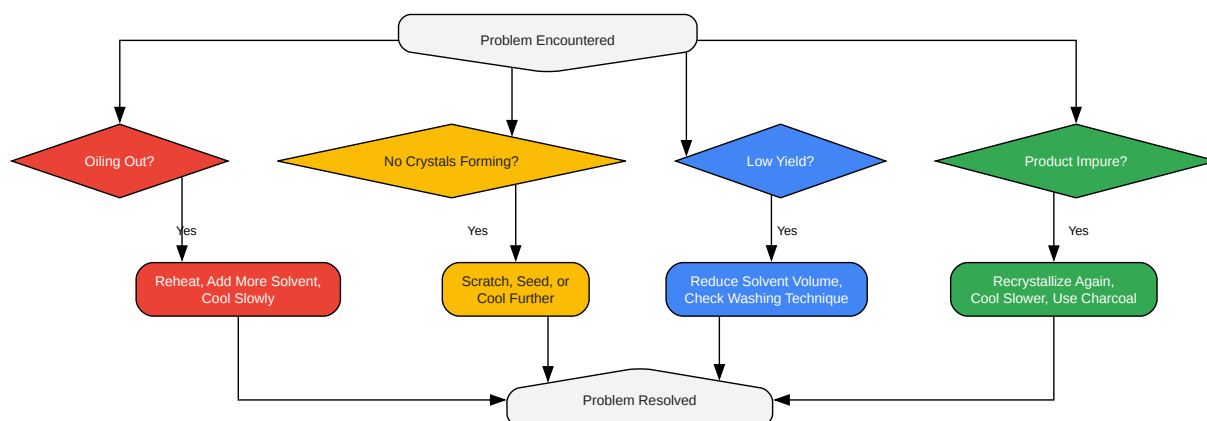 Problem Encountered
Oiling Out?
No Crystals Forming?
Low Yield?
Product Impure?
Yes
Yes
Yes
Yes
Reheat, Add More Solvent,
Cool Slowly
Scratch, Seed, or
Cool Further
Reduce Solvent Volume,
Check Washing Technique
Recrystallize Again,
Cool Slower, Use Charcoal
Problem Resolved